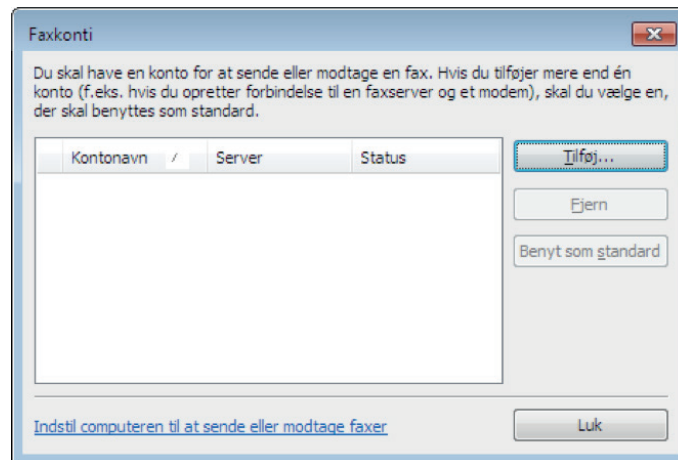 Faxkonti
Du skal have en konto for at sende eller modtage en fax. Hvis du tilføjer mere end én
konto (f.eks. hvis du opretter forbindelse til en faxserver og et modem), skal du vælge en,
der skal benyttes som standard.
Kontonavn Server Status
Tilføj...
Fjern
Benyt som standard
Indstil computeren til at sende eller modtage faxer
Luk